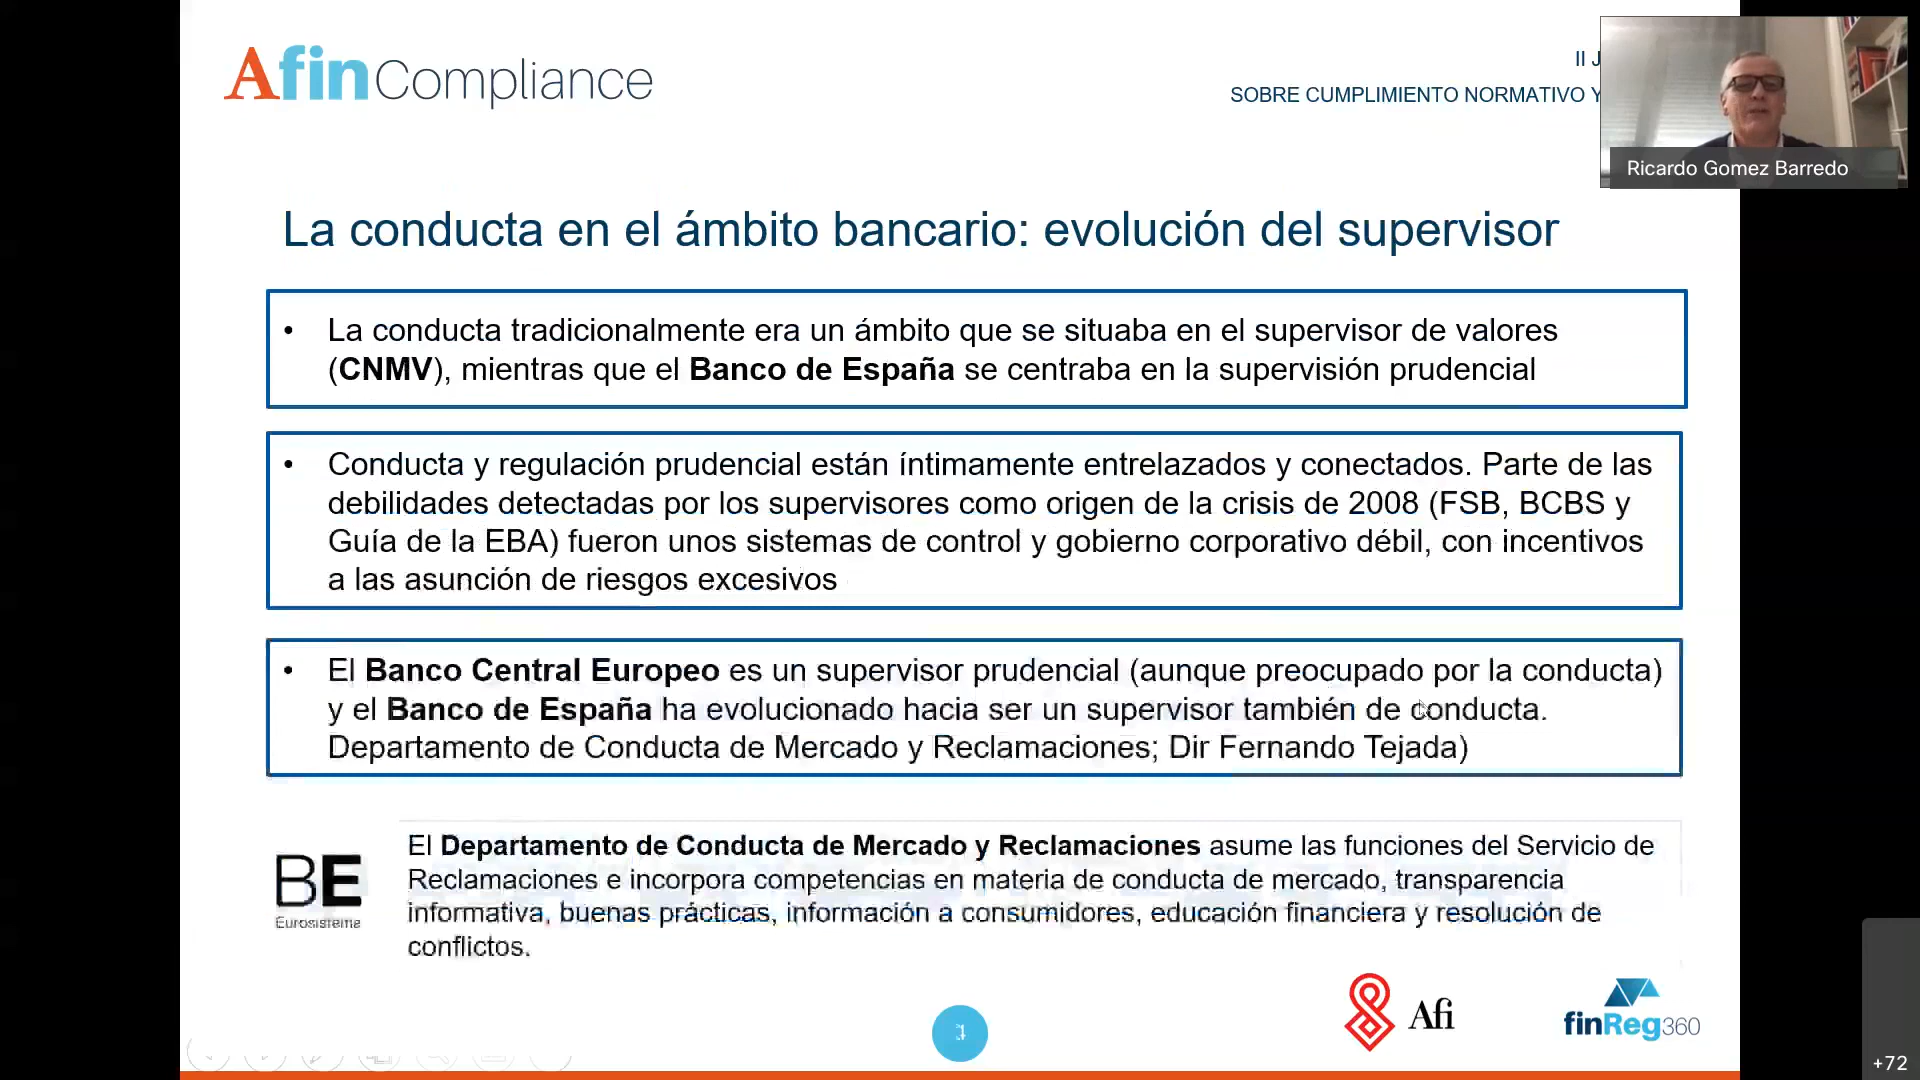 Afin Compliance
II J
SOBRE CUMPLIMIENTO NORMATIVO Y
Ricardo Gomez Barredo
La conducta en el ámbito bancario: evolución del supervisor
• La conducta tradicionalmente era un ámbito que se situaba en el supervisor de valores
(CNMV), mientras que el Banco de España se centraba en la supervisión prudencial
• Conducta y regulación prudencial están íntimamente entrelazados y conectados. Parte de las
debilidades detectadas por los supervisores como origen de la crisis de 2008 (FSB, BCBS y
Guía de la EBA) fueron unos sistemas de control y gobierno corporativo débil, con incentivos
a las asunción de riesgos excesivos
• El Banco Central Europeo es un supervisor prudencial (aunque preocupado por la conducta)
y el Banco de España ha evolucionado hacia ser un supervisor también de conducta.
Departamento de Conducta de Mercado y Reclamaciones; Dir Fernando Tejada)
BE
Eurosistema
El Departamento de Conducta de Mercado y Reclamaciones asume las funciones del Servicio de
Reclamaciones e incorpora competencias en materia de conducta de mercado, transparencia
informativa, buenas prácticas, información a consumidores, educación financiera y resolución de
conflictos.
Afi
finReg360
+72